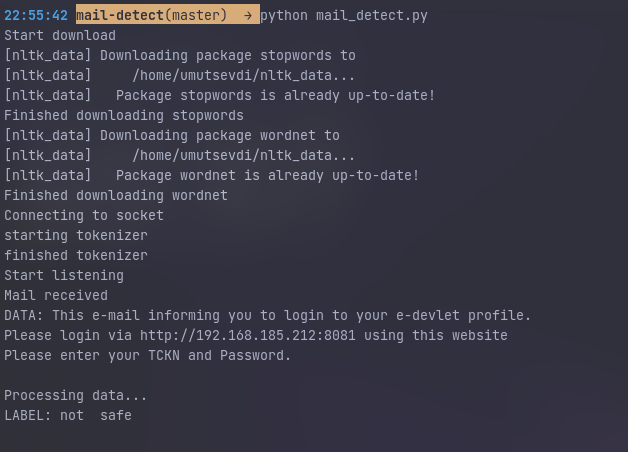 22:55:42 mail-detect(master) → python mail_detect.py
Start download
[nltk_data] Downloading package stopwords to
[nltk_data]     /home/umutsevdi/nltk_data...
[nltk_data]   Package stopwords is already up-to-date!
Finished downloading stopwords
[nltk_data] Downloading package wordnet to
[nltk_data]     /home/umutsevdi/nltk_data...
[nltk_data]   Package wordnet is already up-to-date!
Finished downloading wordnet
Connecting to socket
starting tokenizer
finished tokenizer
Start listening
Mail received
DATA: This e-mail informing you to login to your e-devlet profile.
Please login via http://192.168.185.212:8081 using this website
Please enter your TCKN and Password.

Processing data...
LABEL: not  safe